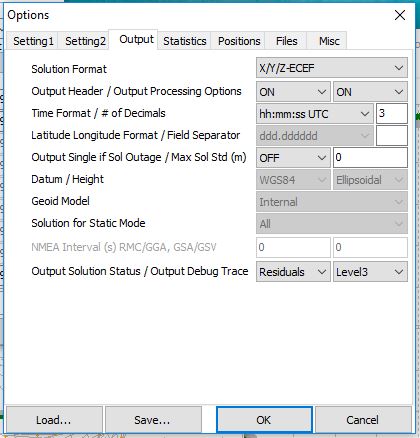 Options
Setting1 Setting2 Output Statistics Positions Files Misc
Solution Format X/Y/Z-ECEF
Output Header / Output Processing Options ON ON
Time Format / # of Decimals hh:mm:ss UTC 3
Latitude Longitude Format / Field Separator ddd.dddddd
Output Single if Sol Outage / Max Sol Std (m) OFF 0
Datum / Height WGS84 Ellipsoidal
Geoid Model Internal
Solution for Static Mode All
NMEA Interval (s) RMC/GGA, GSA/GSV 0 0
Output Solution Status / Output Debug Trace Residuals Level3
Load... Save... OK Cancel